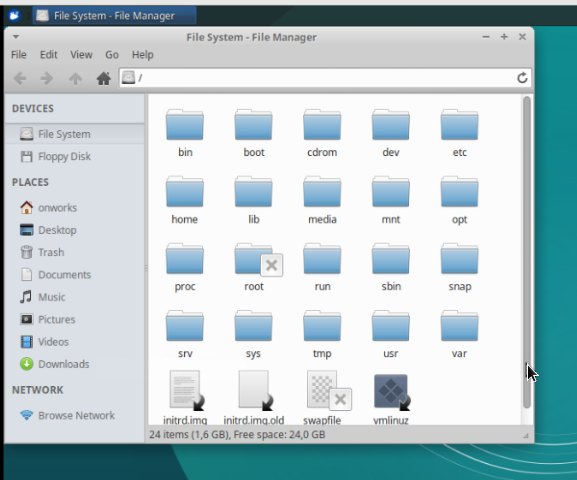 File System - File Manager
File System - File Manager
File Edit View Go Help
/
DEVICES
File System
Floppy Disk
PLACES
onworks
Desktop
Trash
Documents
Music
Pictures
Videos
Downloads
NETWORK
Browse Network
bin boot cdrom dev etc
home lib media mnt opt
proc root run sbin snap
srv sys tmp usr var
initrd.img initrd.img.old swapfile vmlinuz
24 items (1,6 GB), Free space: 24,0 GB